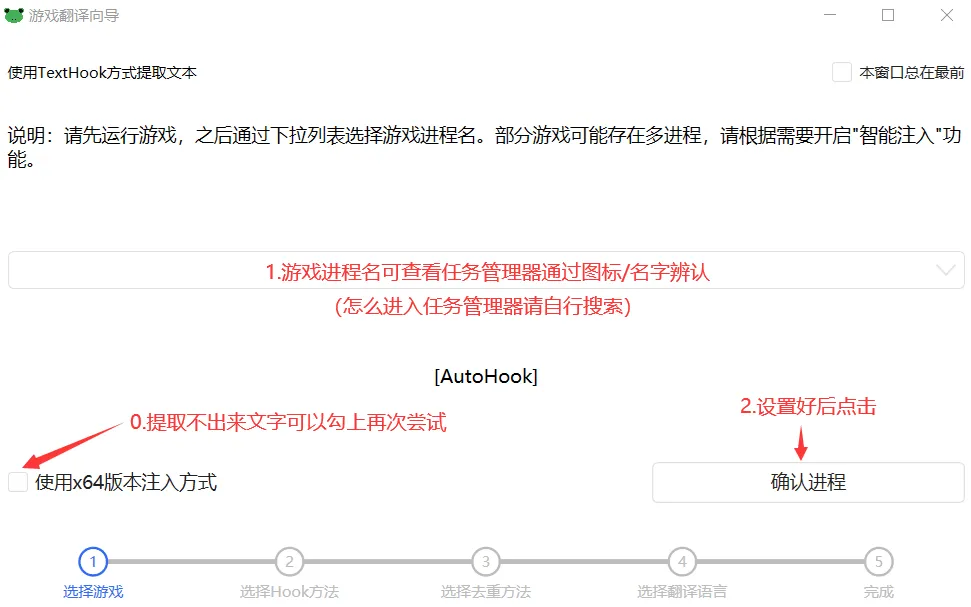 游戏翻译向导
使用TextHook方式提取文本
本窗口总在最前
说明：请先运行游戏，之后通过下拉列表选择游戏进程名。部分游戏可能存在多进程，请根据需要开启"智能注入"功
能。
1.游戏进程名可查看任务管理器通过图标/名字辨认
（怎么进入任务管理器请自行搜索）
[AutoHook]
2.设置好后点击
0.提取不出来文字可以勾上再次尝试
使用x64版本注入方式
确认进程
1
2
3
4
5
选择游戏
选择Hook方法
选择去重方法
选择翻译语言
完成